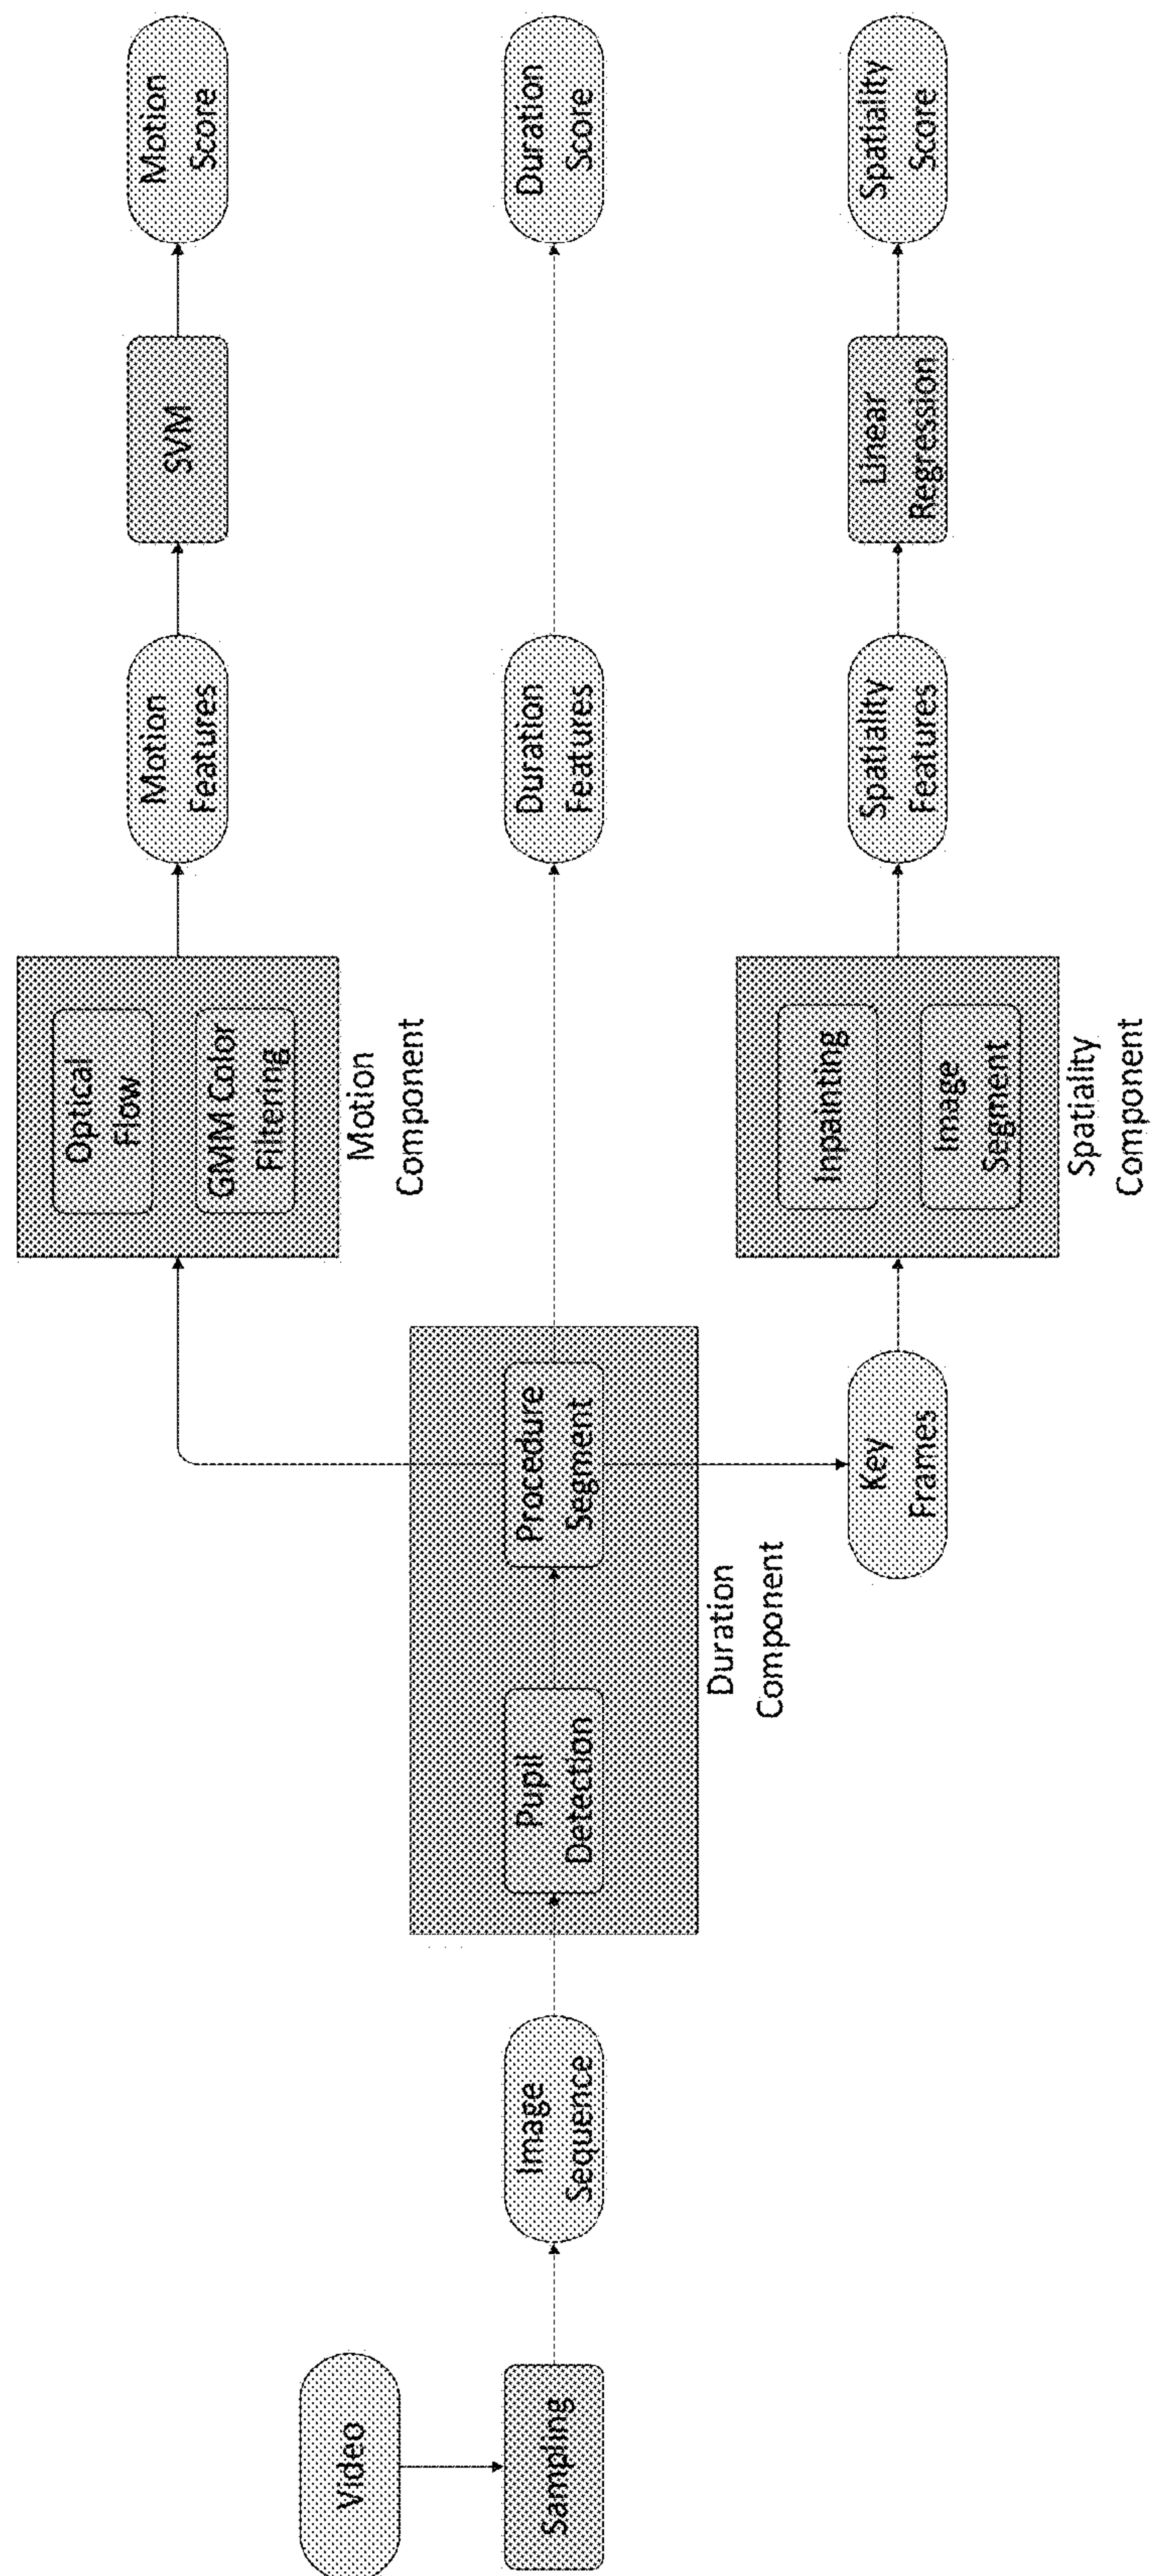 Video
Sampling
Image
Sequence
Pupil
Detection
Procedure
Segment
Duration
Component
Optical
Flow
GMM Color
Filtering
Motion
Component
Motion
Features
SVM
Motion
Score
Duration
Features
Duration
Score
Key
Frames
Inpainting
Image
Segment
Spatiality
Component
Spatiality
Features
Linear
Regression
Spatiality
Score